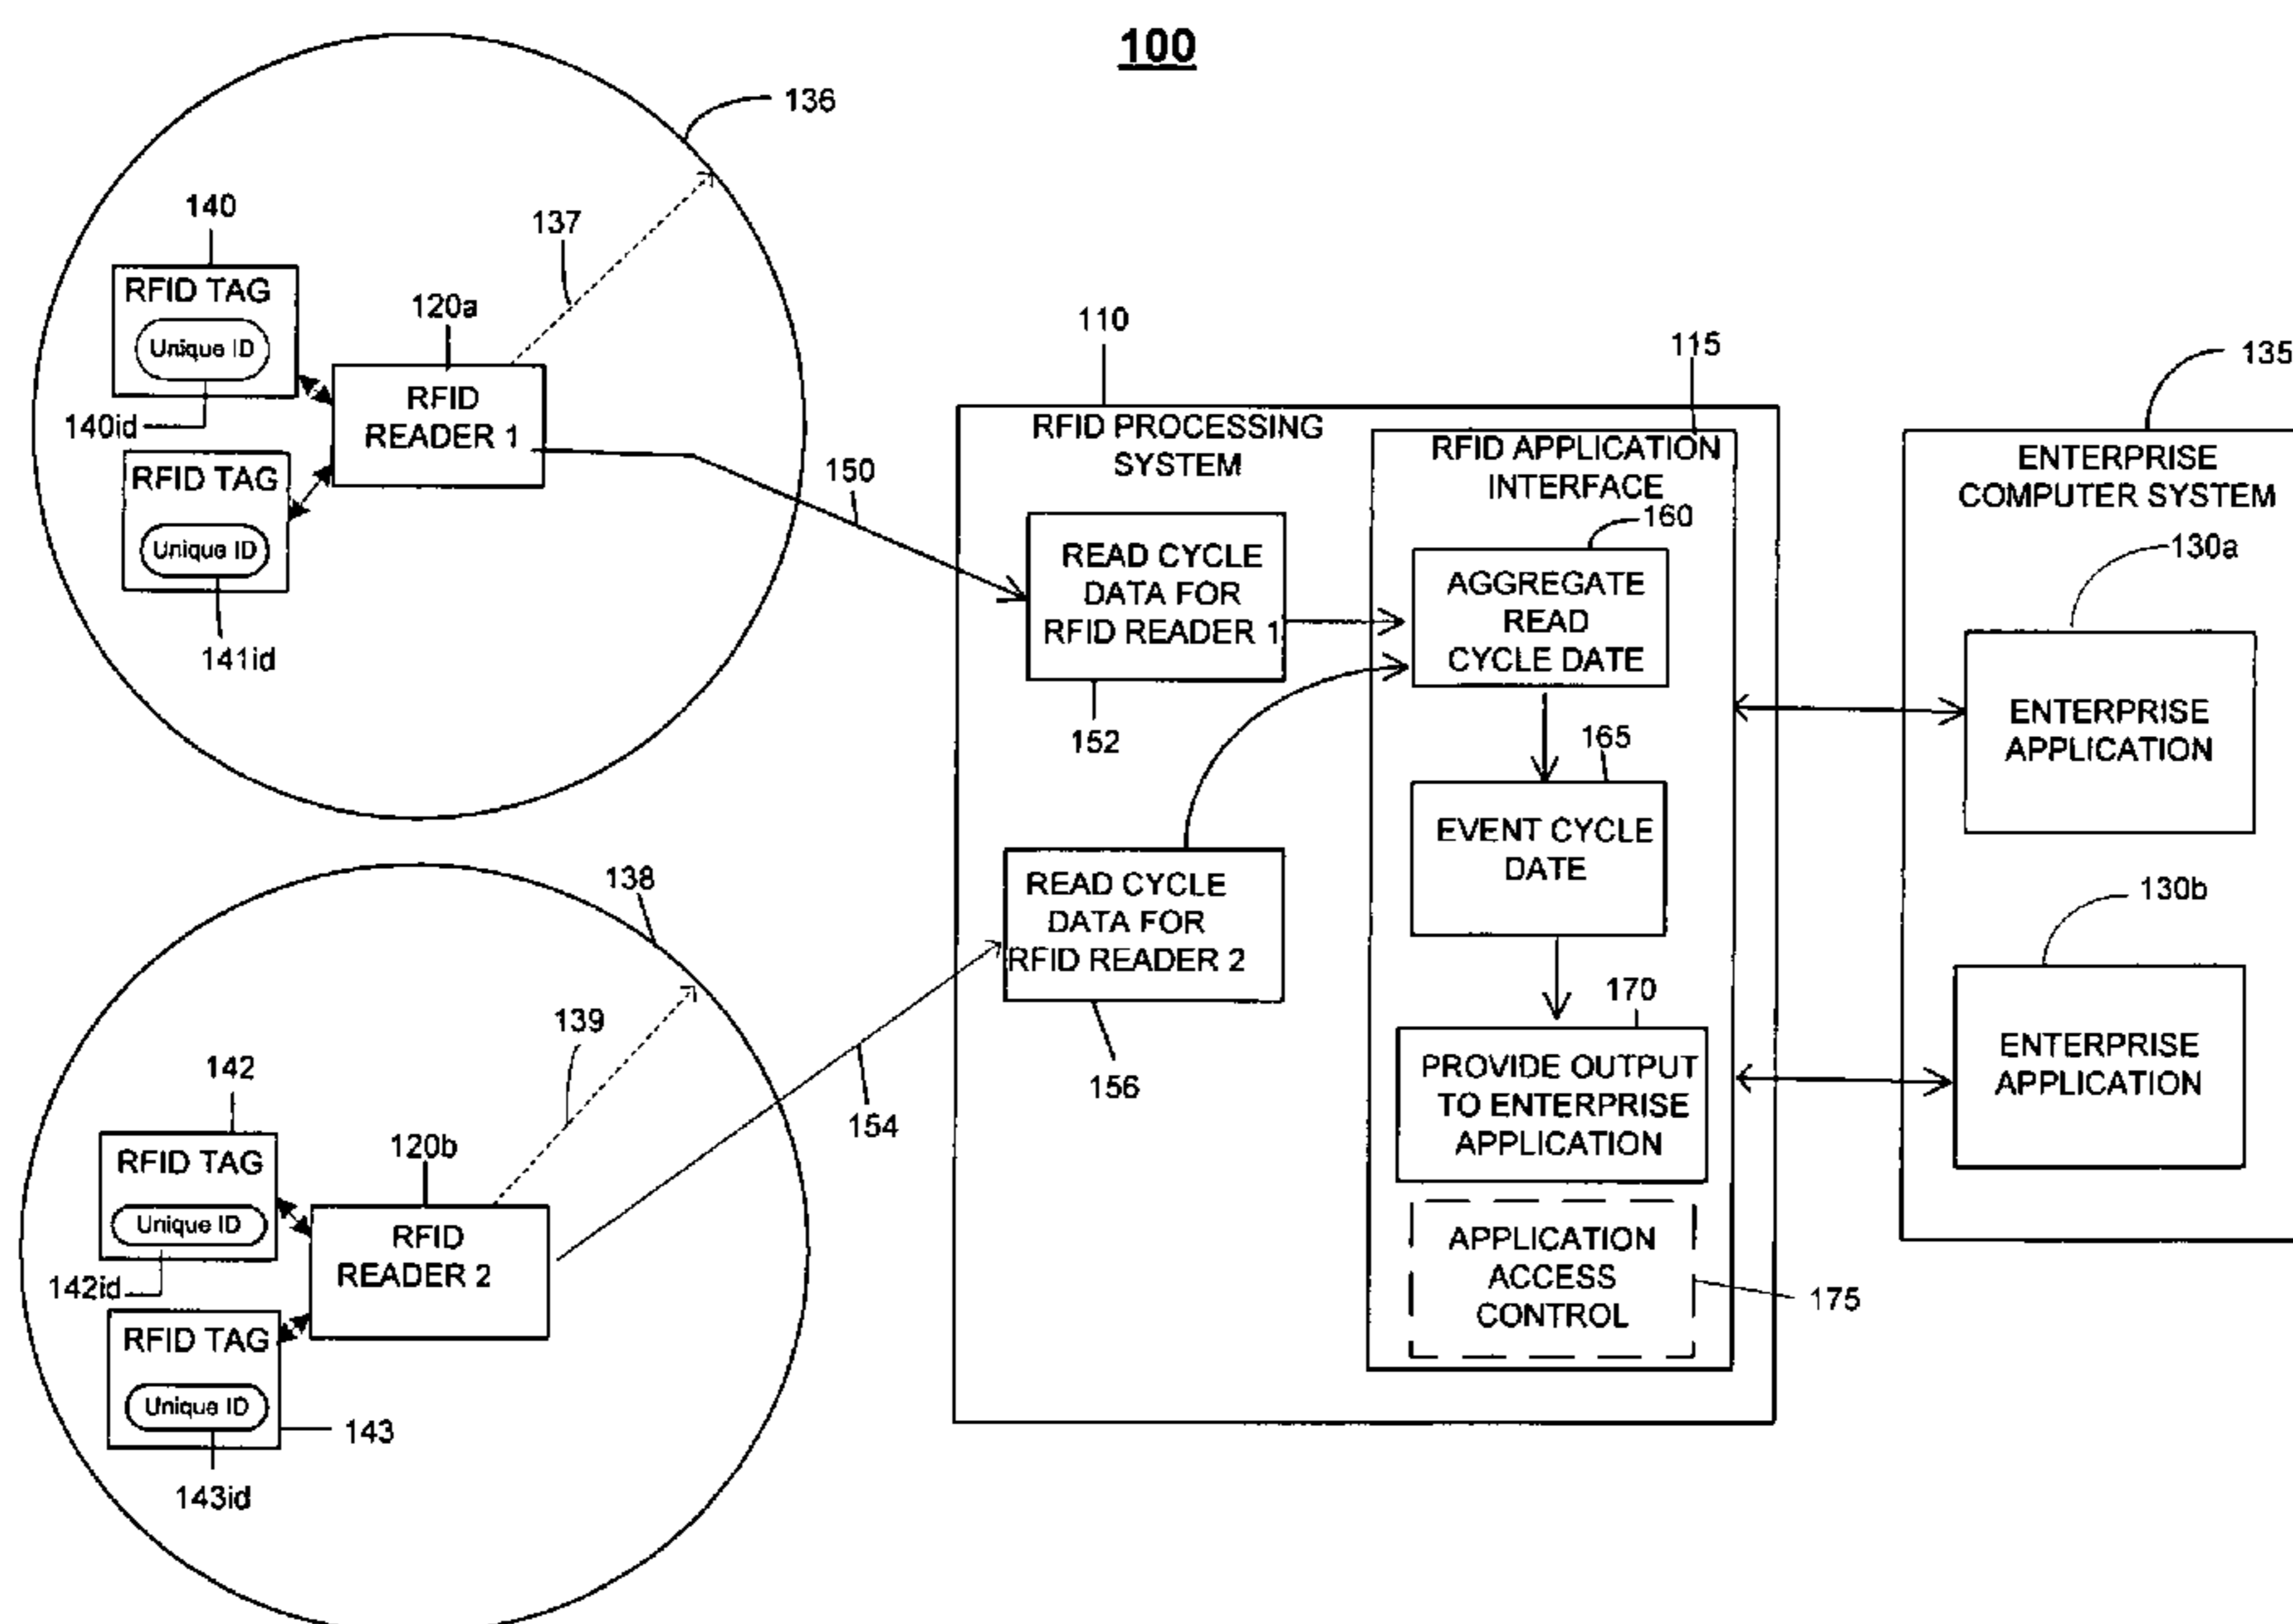 100
136
140
137
RFID TAG
120a
Unique ID
RFID
READER 1
140id
RFID TAG
Unique ID
141id
150
110
115
135
RFID PROCESSING
SYSTEM
RFID APPLICATION
INTERFACE
ENTERPRISE
COMPUTER SYSTEM
160
130a
READ CYCLE
DATA FOR
RFID READER 1
AGGREGATE
READ
CYCLE DATE
152
165
ENTERPRISE
APPLICATION
EVENT CYCLE
DATE
138
READ CYCLE
DATA FOR
RFID READER 2
130b
156
170
139
154
PROVIDE OUTPUT
TO ENTERPRISE
APPLICATION
ENTERPRISE
APPLICATION
142
RFID TAG
120b
Unique ID
RFID
READER 2
142id
RFID TAG
Unique ID
143
143id
APPLICATION
ACCESS
CONTROL
175